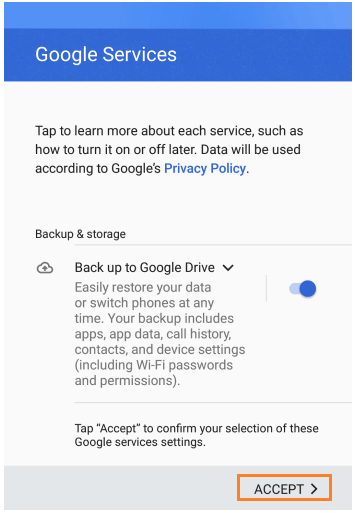 Google Services
Tap to learn more about each service, such as
how to turn it on or off later. Data will be used
according to Google's Privacy Policy.
Backup & storage
Back up to Google Drive
Easily restore your data
or switch phones at any
time. Your backup includes
apps, app data, call history,
contacts, and device settings
(including Wi-Fi passwords
and permissions).
Tap “Accept” to confirm your selection of these
Google services settings.
ACCEPT